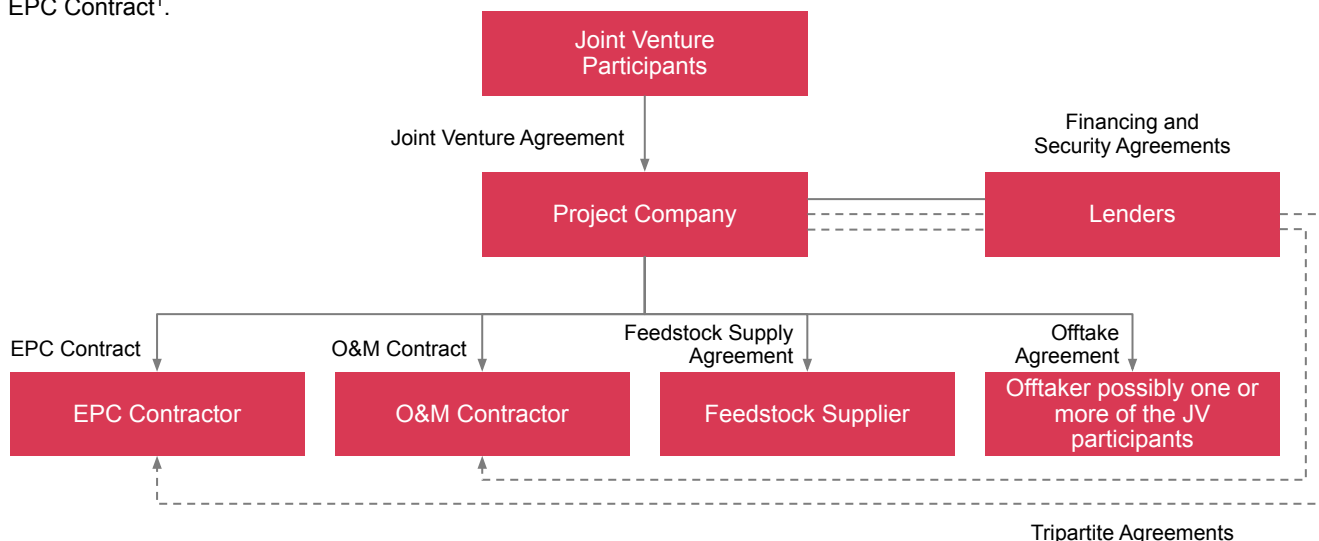 EPC Contract¹.
Joint Venture
Participants
Joint Venture Agreement
Financing and
Security Agreements
Project Company
Lenders
EPC Contract
O&M Contract
Feedstock Supply
Agreement
Offtake
Agreement
EPC Contractor
O&M Contractor
Feedstock Supplier
Offtaker possibly one or
more of the JV
participants
Tripartite Agreements